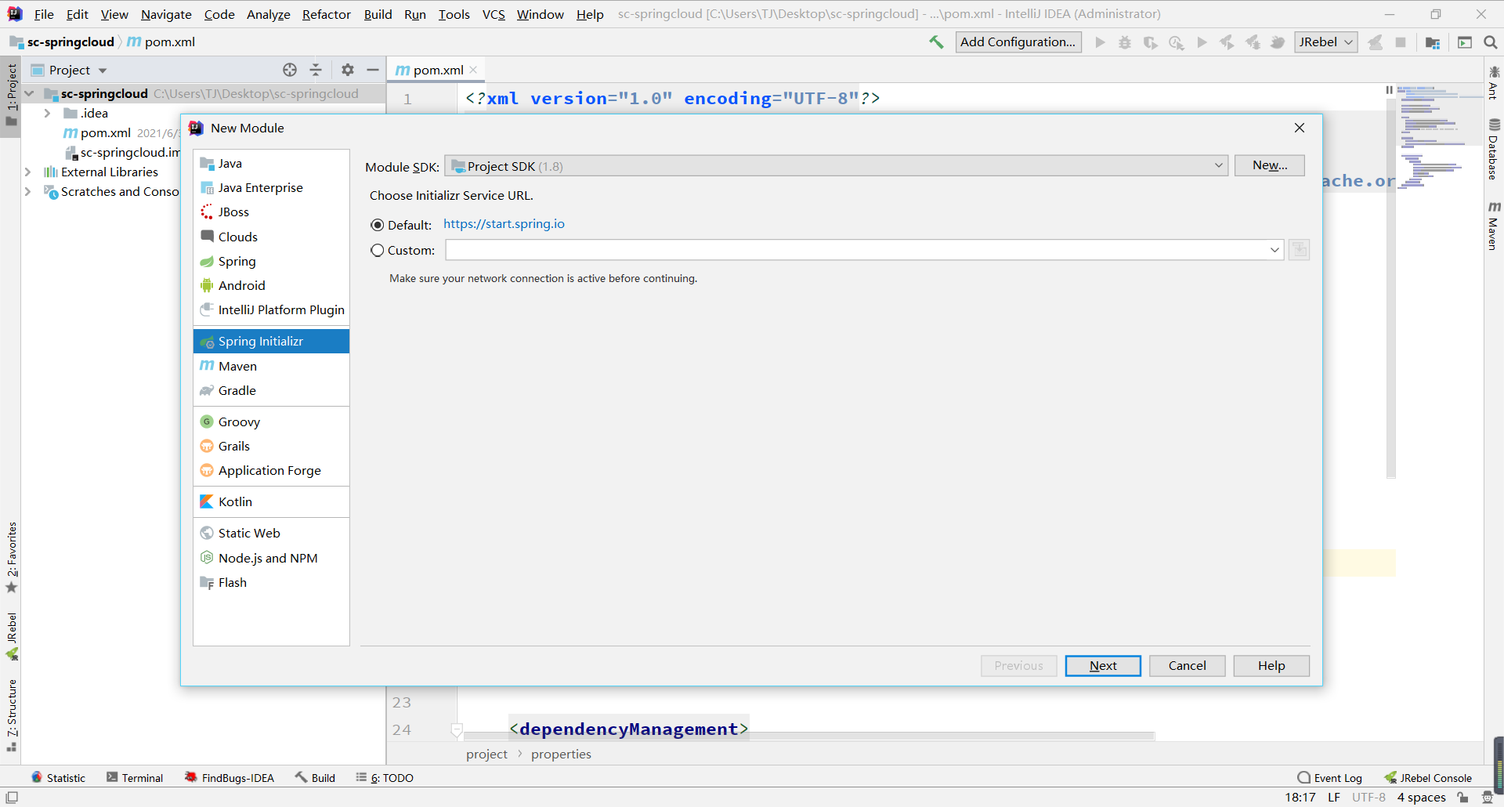 File Edit View Navigate Code Analyze Refactor Build Run Tools VCS Window Help sc-springcloud [C:\Users\TJ\Desktop\sc-springcloud] - ...\pom.xml - IntelliJ IDEA (Administrator)
sc-springcloud pom.xml Add Configuration... JRebel
1: Project
Project
pom.xml
sc-springcloud C:\Users\TJ\Desktop\sc-springcloud
.idea
pom.xml 2021/6/
sc-springcloud.im
External Libraries
Scratches and Conso
1 <?xml version="1.0" encoding="UTF-8"?>
ache.or
New Module
Java
Java Enterprise
JBoss
Clouds
Spring
Android
IntelliJ Platform Plugin
Spring Initializr
Maven
Gradle
Groovy
Grails
Application Forge
Kotlin
Static Web
Node.js and NPM
Flash
Module SDK: Project SDK (1.8) New...
Choose Initializr Service URL.
Default: https://start.spring.io
Custom:
Make sure your network connection is active before continuing.
Previous Next Cancel Help
23
24 <dependencyManagement>
project › properties
Ant
Database
Maven
2: Favorites
JRebel
Z: Structure
Statistic Terminal FindBugs-IDEA Build 6: TODO Event Log JRebel Console
18:17 LF UTF-8 4 spaces